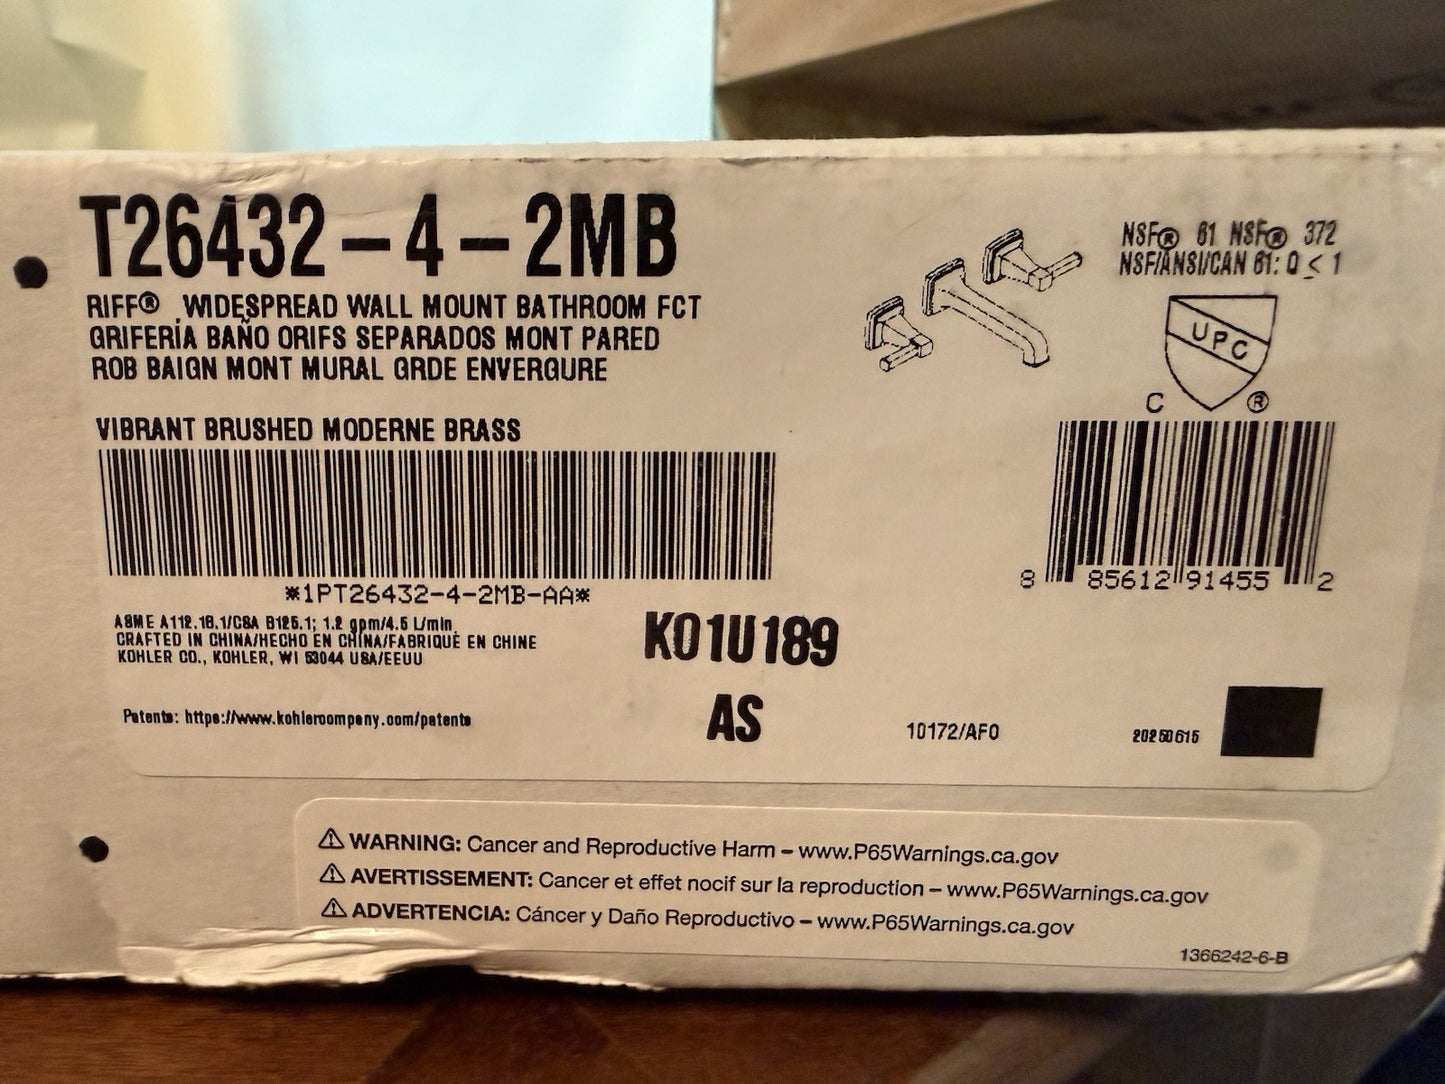 T26432-4-2MB
RIFF® WIDESPREAD WALL MOUNT BATHROOM FCT
GRIFERÍA BAÑO ORIFS SEPARADOS MONT PARED
ROB BAIGN MONT MURAL GRDE ENVERGURE
VIBRANT BRUSHED MODERNE BRASS
*1PT26432-4-2MB-AA*
ASME A112.18.1/CSA B125.1; 1.2 gpm/4.5 L/min
CRAFTED IN CHINA/HECHO EN CHINA/FABRIQUÉ EN CHINE
KOHLER CO., KOHLER, WI 53044 USA/EEUU
Patents: https://www.kohlercompany.com/patents
K01U189
AS
10172/AF0
NSF® 61 NSF® 372
NSF/ANSI/CAN 61: Q ≤ 1
UPC
C ®
8 85612 91455 2
20250615
⚠ WARNING: Cancer and Reproductive Harm – www.P65Warnings.ca.gov
⚠ AVERTISSEMENT: Cancer et effet nocif sur la reproduction – www.P65Warnings.ca.gov
⚠ ADVERTENCIA: Cáncer y Daño Reproductivo – www.P65Warnings.ca.gov
1366242-6-B